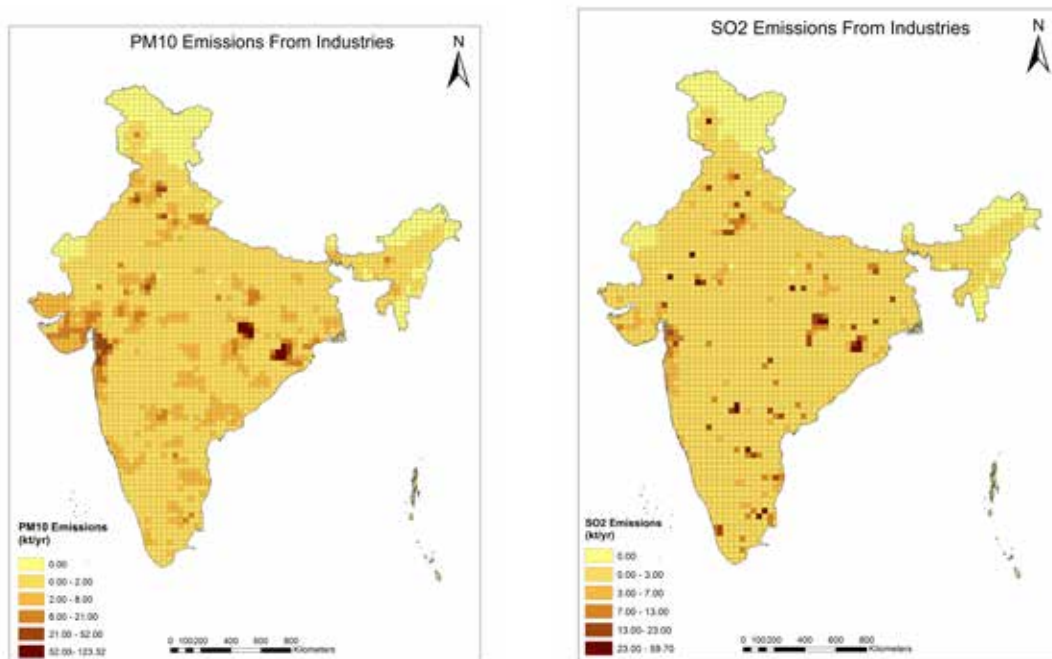 PM10 Emissions From Industries
N
PM10 Emissions
(kt/yr)
0.00
0.00 - 2.00
2.00 - 8.00
8.00 - 21.00
21.00 - 52.00
52.00 - 123.52
0 100200 400 600 800
Kilometers
SO2 Emissions From Industries
N
SO2 Emissions
(kt/yr)
0.00
0.00 - 3.00
3.00 - 7.00
7.00 - 13.00
13.00 - 23.00
23.00 - 59.70
0 100200 400 600 800
Kilometers